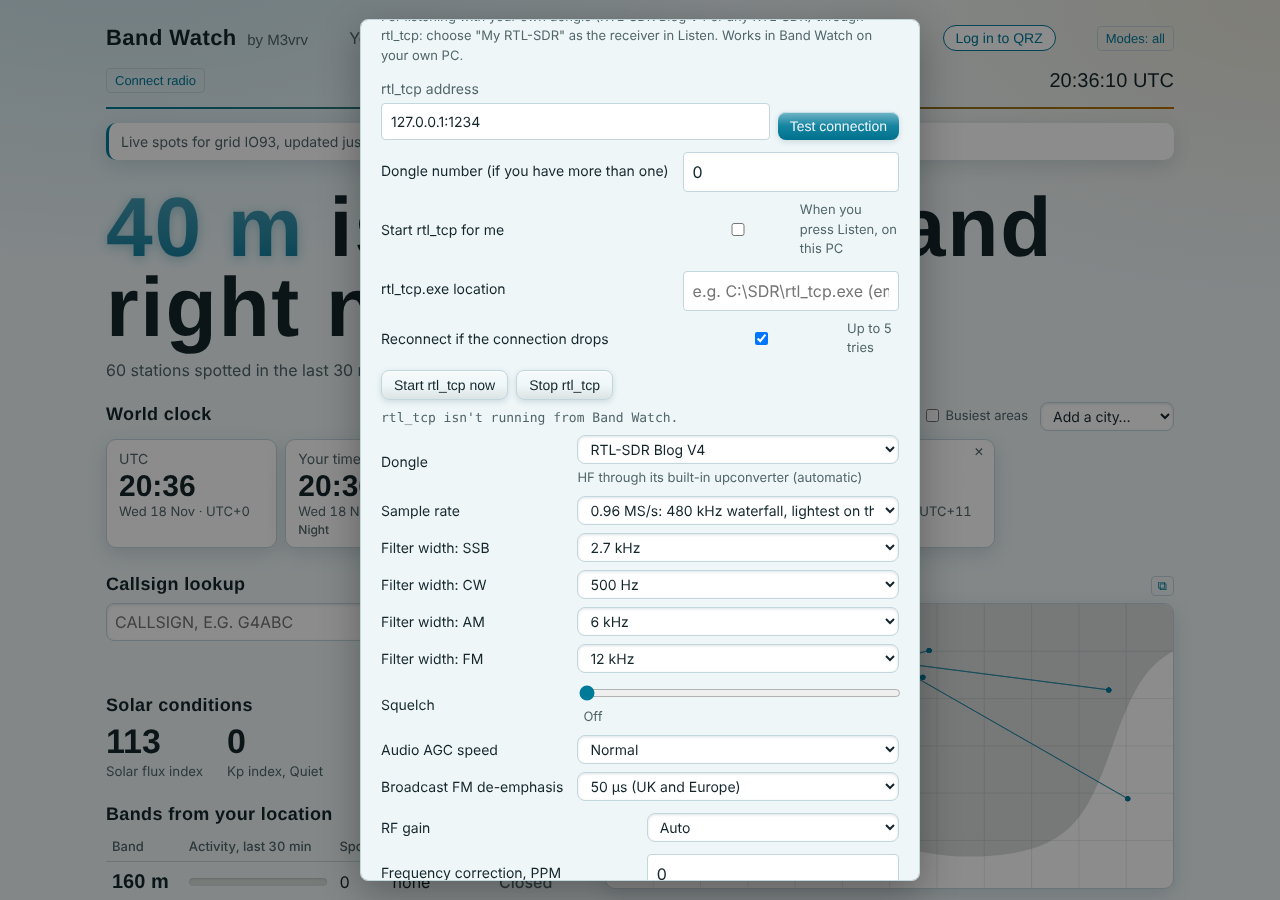 Band Watch by M3vrv
Log in to QRZ
Modes: all
Connect radio
20:36:10 UTC
Live spots for grid IO93, updated jus
40 m is and
right n
60 stations spotted in the last 30
World clock
Busiest areas
Add a city...
UTC
20:36
Wed 18 Nov · UTC+0
Your time
20:3
Wed 18 N
Night
×
UTC+11
Callsign lookup
CALLSIGN, E.G. G4ABC
Solar conditions
113
Solar flux index
0
Kp index, Quiet
Bands from your location
Band
Activity, last 30 min
Spo
160 m
0
none
Closed
rtl_tcp: choose "My RTL-SDR" as the receiver in Listen. Works in Band Watch on
your own PC.
rtl_tcp address
127.0.0.1:1234
Test connection
Dongle number (if you have more than one)
0
Start rtl_tcp for me
When you
press Listen, on
this PC
rtl_tcp.exe location
e.g. C:\SDR\rtl_tcp.exe (er
Reconnect if the connection drops
Up to 5
tries
Start rtl_tcp now
Stop rtl_tcp
rtl_tcp isn't running from Band Watch.
Dongle
RTL-SDR Blog V4
HF through its built-in upconverter (automatic)
Sample rate
0.96 MS/s: 480 kHz waterfall, lightest on th
Filter width: SSB
2.7 kHz
Filter width: CW
500 Hz
Filter width: AM
6 kHz
Filter width: FM
12 kHz
Squelch
Off
Audio AGC speed
Normal
Broadcast FM de-emphasis
50 µs (UK and Europe)
RF gain
Auto
Frequency correction, PPM
0